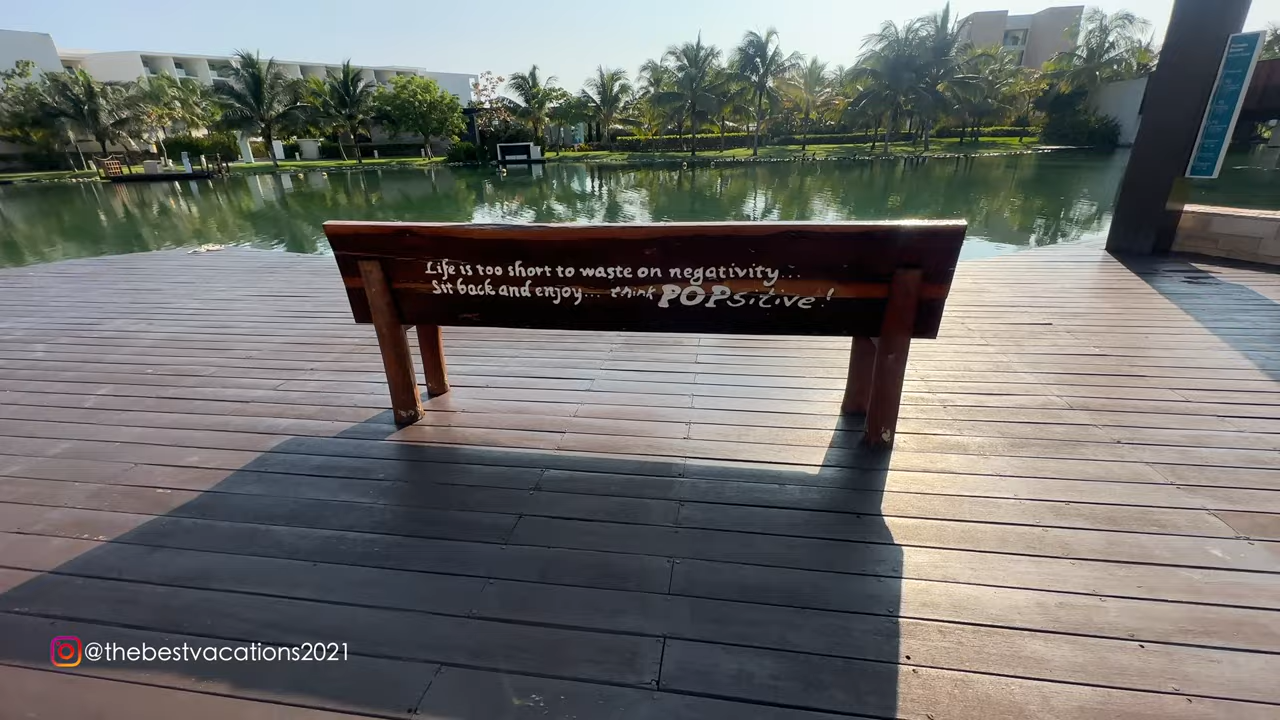 Life is too short to waste on negativity...
Sit back and enjoy... think POPsitive!
@thebestvacations2021